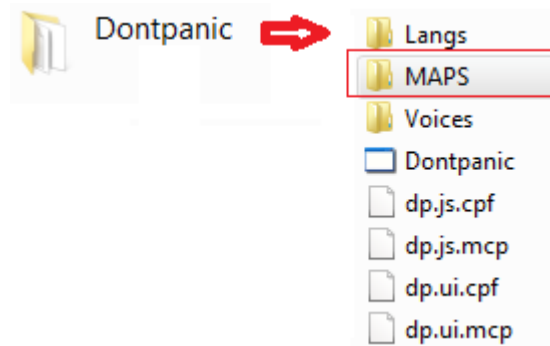 Dontpanic
Langs
MAPS
Voices
Dontpanic
dp.js.cpf
dp.js.mcp
dp.ui.cpf
dp.ui.mcp